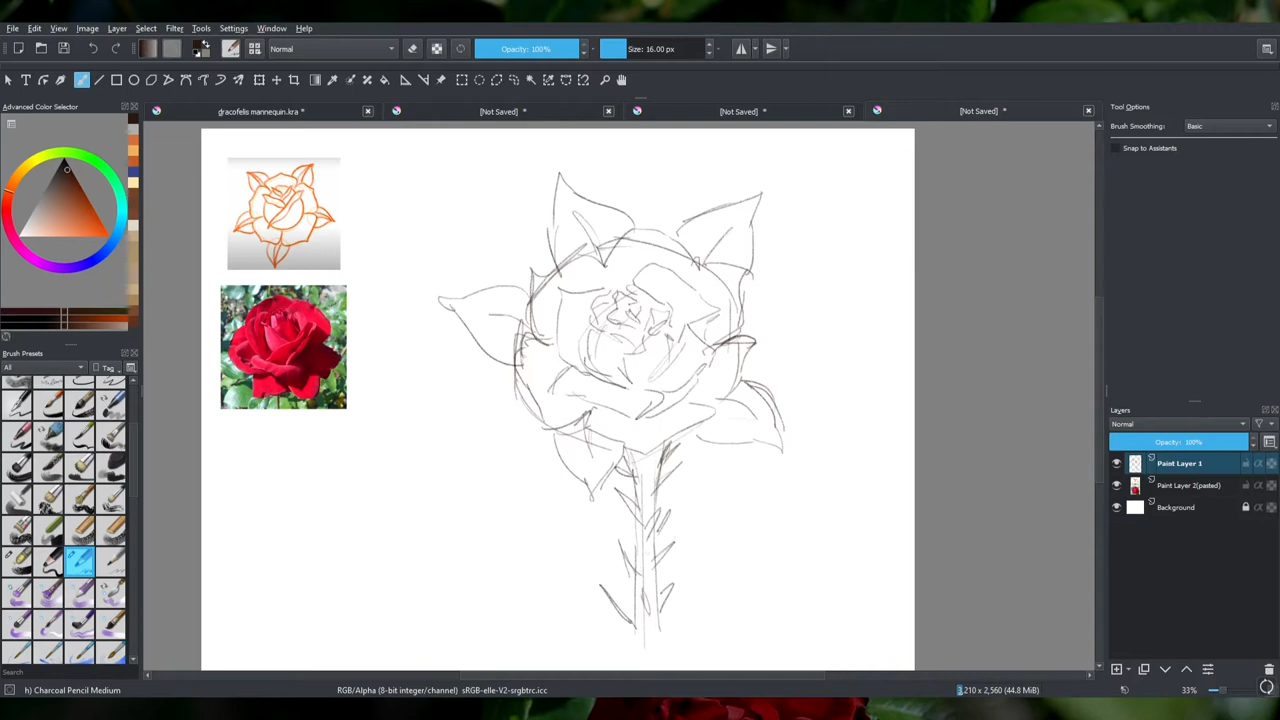 File Edit View Image Layer Select Filter Tools Settings Window Help
Normal Opacity: 100% Size: 16.00 px
Advanced Color Selector
dracofelis mannequin.kra *
[Not Saved] *
[Not Saved] *
[Not Saved] *
Tool Options
Brush Smoothing: Basic
Snap to Assistants
Brush Presets
All Tag
Search
Layers
Normal
Opacity: 100%
Paint Layer 1
Paint Layer 2(pasted)
Background
h) Charcoal Pencil Medium RGB/Alpha (8-bit integer/channel) sRGB-elle-V2-srgbtrc.icc 3,210 x 2,560 (44.8 MiB) 33%